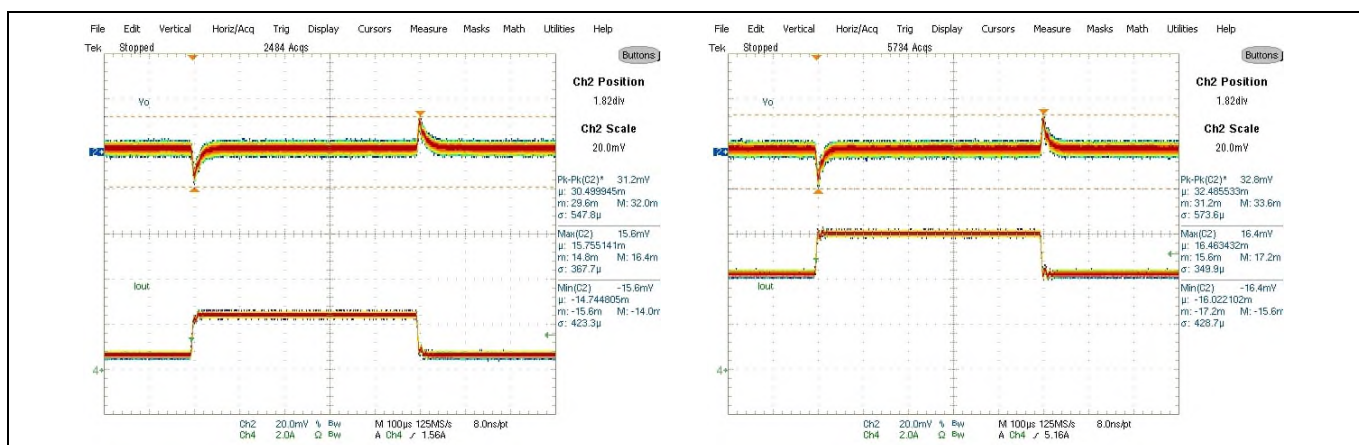 File Edit Vertical Horiz/Acq Trig Display Cursors Measure Masks Math Utilities Help
Tek Stopped 2484 Acqs
Buttons
Ch2 Position
1.82div
Ch2 Scale
20.0mV
Vo
Pk-Pk(C2)* 31.2mV
µ: 30.499945m
m: 29.6m M: 32.0m
σ: 547.8µ
Max(C2) 15.6mV
µ: 15.755141m
m: 14.8m M: 16.4m
σ: 367.7µ
Min(C2) -15.6mV
µ: -14.744805m
m: -15.6m M: -14.0m
σ: 423.3µ
Iout
4
Ch2 20.0mV % Bw M 100µs 125MS/s 8.0ns/pt
Ch4 2.0A Ω Bw A Ch4 ∕ 1.56A
File Edit Vertical Horiz/Acq Trig Display Cursors Measure Masks Math Utilities Help
Tek Stopped 5734 Acqs
Buttons
Ch2 Position
1.82div
Ch2 Scale
20.0mV
Vo
Pk-Pk(C2)* 32.8mV
µ: 32.485533m
m: 31.2m M: 33.6m
σ: 573.6µ
Max(C2) 16.4mV
µ: 16.463432m
m: 15.6m M: 17.2m
σ: 349.9µ
Min(C2) -16.4mV
µ: -16.022102m
m: -17.2m M: -15.6m
σ: 428.7µ
Iout
4
Ch2 20.0mV % Bw M 100µs 125MS/s 8.0ns/pt
Ch4 2.0A Ω Bw A Ch4 ∕ 5.16A